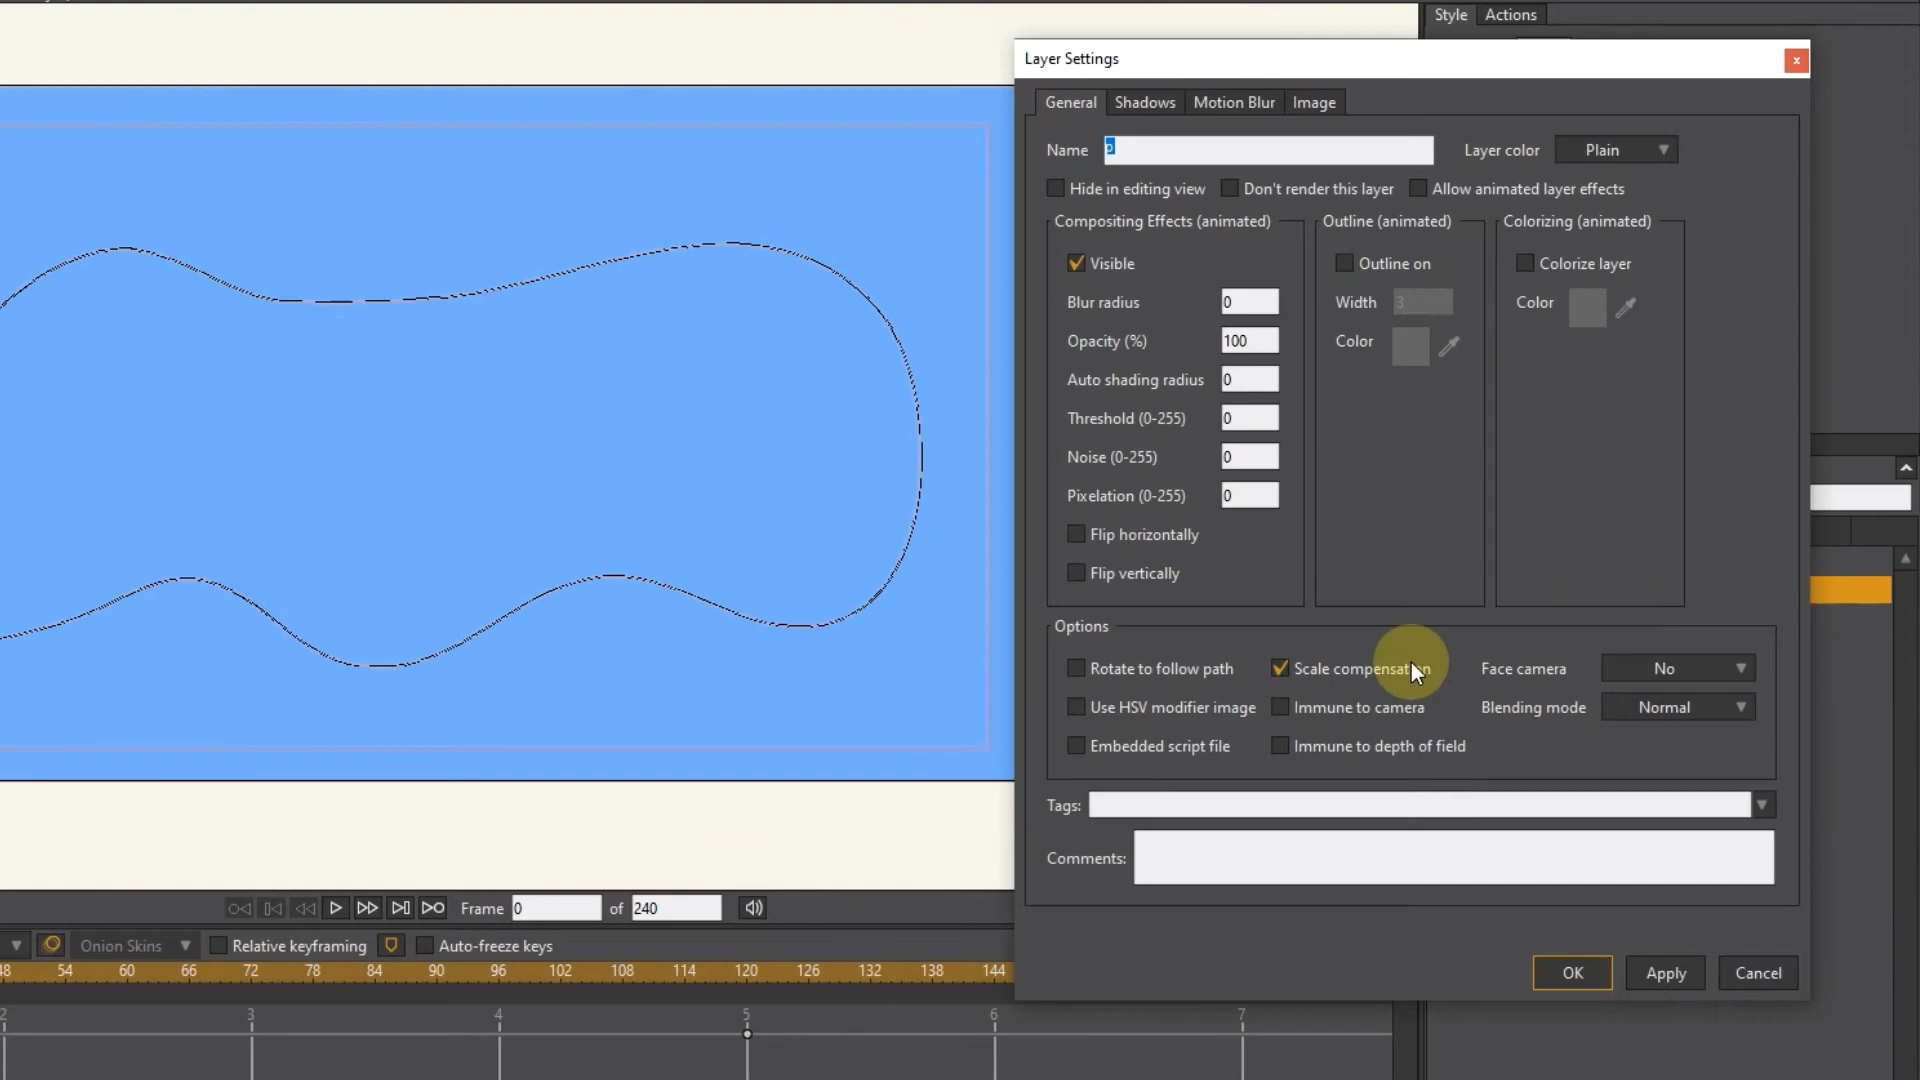 Style Actions
Layer Settings
x
General Shadows Motion Blur Image
Name p Layer color Plain
Hide in editing view Don't render this layer Allow animated layer effects
Compositing Effects (animated) Outline (animated) Colorizing (animated)
Visible Outline on Colorize layer
Blur radius 0 Width 3 Color
Opacity (%) 100 Color
Auto shading radius 0
Threshold (0-255) 0
Noise (0-255) 0
Pixelation (0-255) 0
Flip horizontally
Flip vertically
Options
Rotate to follow path Scale compensation Face camera No
Use HSV modifier image Immune to camera Blending mode Normal
Embedded script file Immune to depth of field
Tags:
Comments:
Frame 0 of 240
Onion Skins Relative keyframing Auto-freeze keys
48 54 60 66 72 78 84 90 96 102 108 114 120 126 132 138 144
OK Apply Cancel
2 3 4 5 6 7